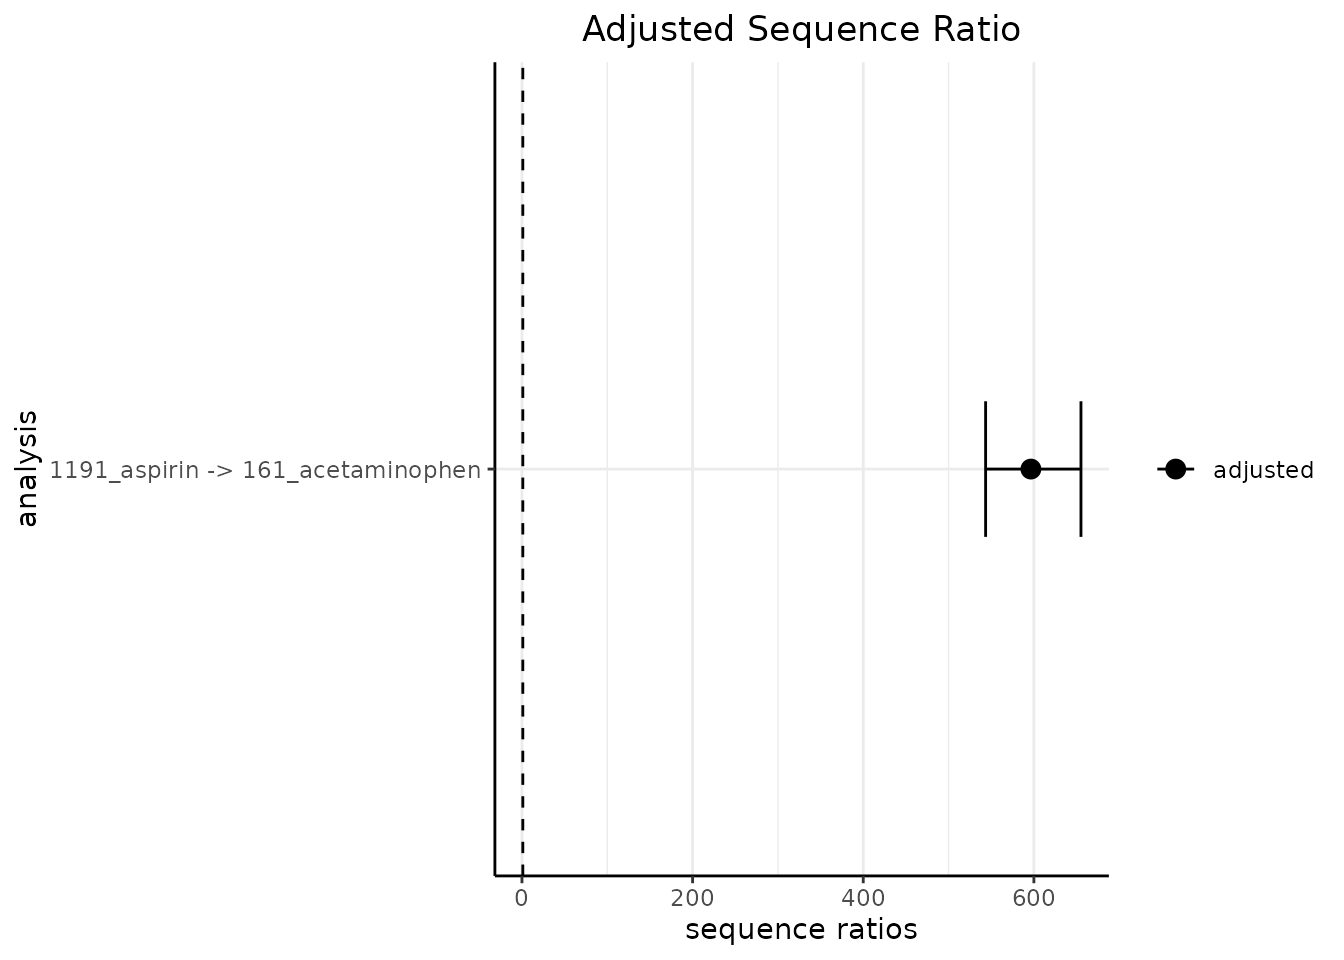 Adjusted Sequence Ratio
analysis
1191_aspirin -> 161_acetaminophen
adjusted
0 200 400 600
sequence ratios